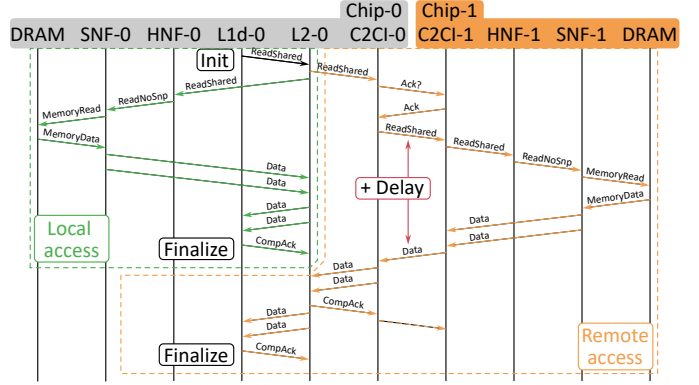 Chip-0 Chip-1
DRAM SNF-0 HNF-0 L1d-0 L2-0 C2CI-0 C2CI-1 HNF-1 SNF-1 DRAM
Init
ReadShared
ReadShared
Ack?
ReadShared
ReadNoSnp
MemoryRead
Ack
MemoryData
ReadShared
ReadShared
ReadNoSnp
Data
MemoryRead
Data
+ Delay
MemoryData
Data
Data
Data
Data
Local
access
Finalize
CompAck
Data
Data
Data
CompAck
Data
Data
Finalize
CompAck
Remote
access